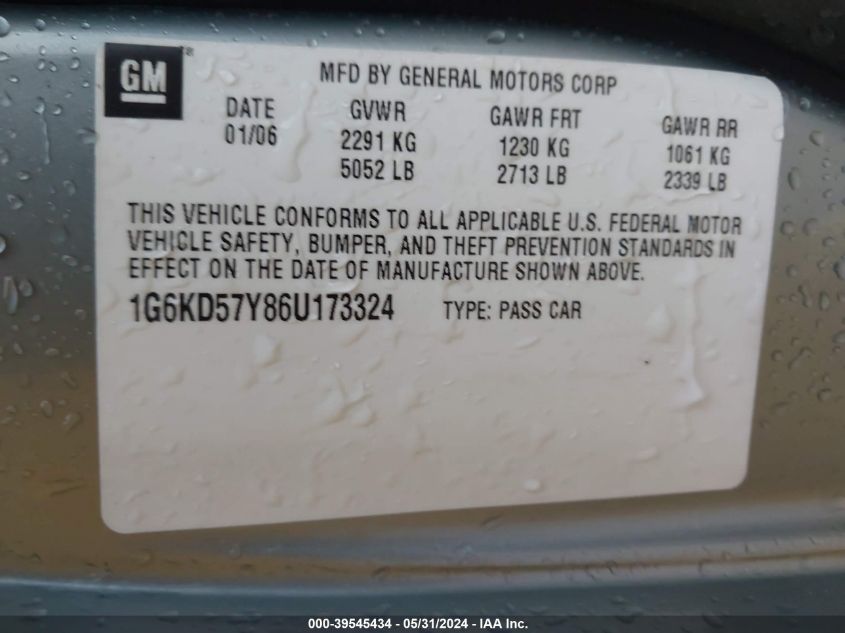 GM ®
MFD BY GENERAL MOTORS CORP
DATE GVWR GAWR FRT GAWR RR
01/06 2291 KG 1230 KG 1061 KG
5052 LB 2713 LB 2339 LB
THIS VEHICLE CONFORMS TO ALL APPLICABLE U.S. FEDERAL MOTOR
VEHICLE SAFETY, BUMPER, AND THEFT PREVENTION STANDARDS IN
EFFECT ON THE DATE OF MANUFACTURE SHOWN ABOVE.
1G6KD57Y86U173324 TYPE: PASS CAR
000-39545434 - 05/31/2024 - IAA Inc.